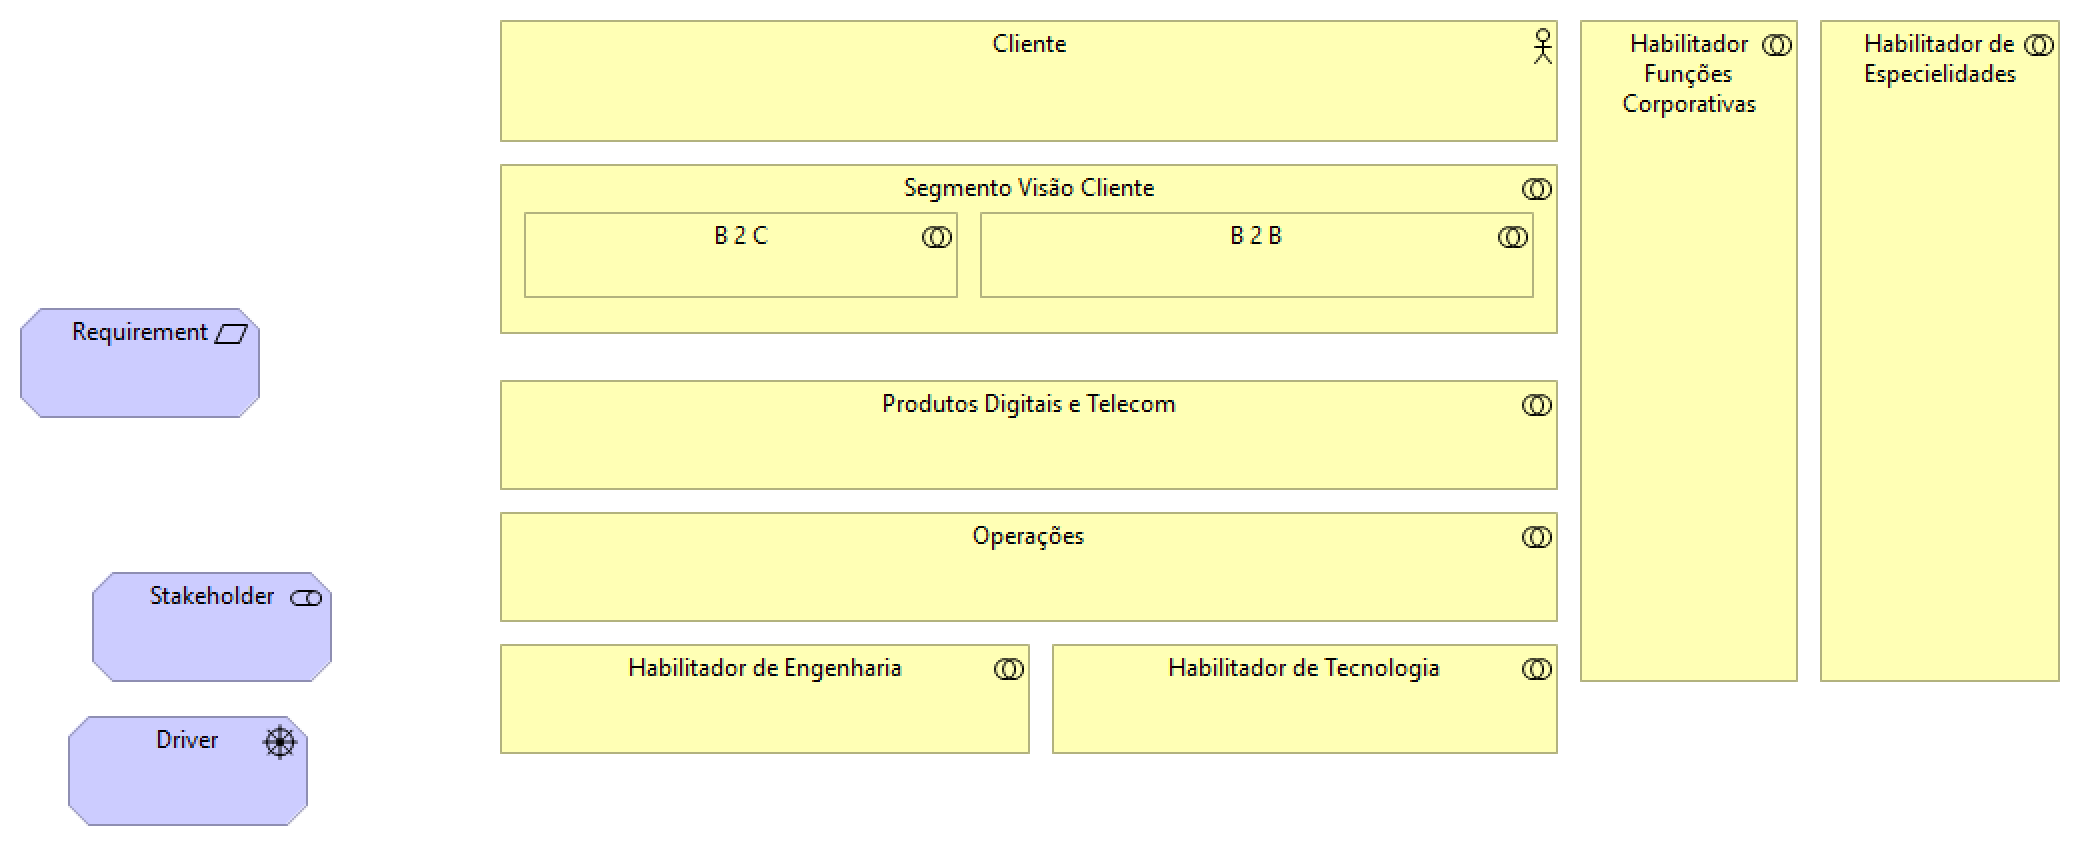 Cliente
Habilitador
Funções
Corporativas
Habilitador de
Especielidades
Segmento Visão Cliente
B 2 C
B 2 B
Requirement
Produtos Digitais e Telecom
Operações
Stakeholder
Habilitador de Engenharia
Habilitador de Tecnologia
Driver